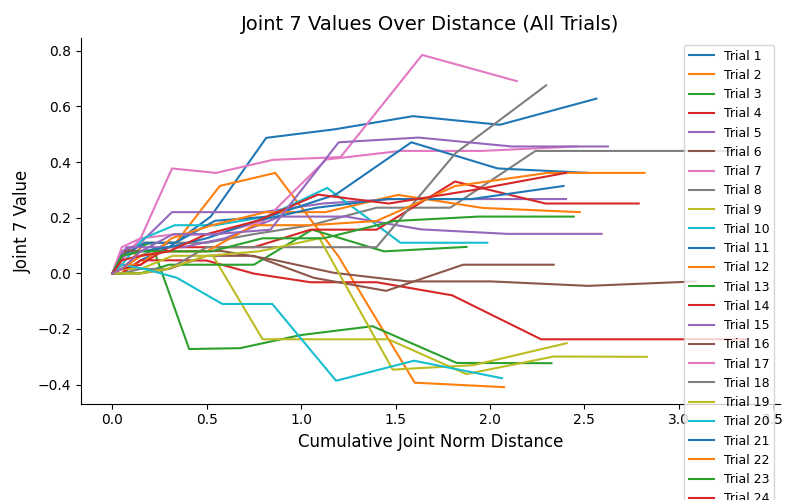 Joint 7 Values Over Distance (All Trials)
Joint 7 Value
0.8
0.6
0.4
0.2
0.0
−0.2
−0.4
0.0
0.5
1.0
1.5
2.0
2.5
3.0
3.5
Cumulative Joint Norm Distance
Trial 1
Trial 2
Trial 3
Trial 4
Trial 5
Trial 6
Trial 7
Trial 8
Trial 9
Trial 10
Trial 11
Trial 12
Trial 13
Trial 14
Trial 15
Trial 16
Trial 17
Trial 18
Trial 19
Trial 20
Trial 21
Trial 22
Trial 23
Trial 24